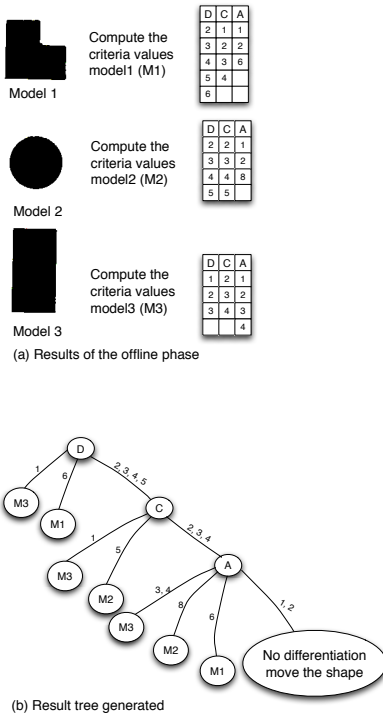 D C A
2 1 1
3 2 2
4 3 6
5 4
6
Compute the
criteria values
model1 (M1)
Model 1
D C A
2 2 1
3 3 2
4 4 8
5 5
Compute the
criteria values
model2 (M2)
Model 2
D C A
1 2 1
2 3 2
3 4 3
4
Compute the
criteria values
model3 (M3)
Model 3
(a) Results of the offline phase
D
1
6
2, 3, 4, 5
M3
M1
C
1
5
2, 3, 4
M3
M2
A
3, 4
8
6
1, 2
M3
M2
M1
No differentiation
move the shape
(b) Result tree generated